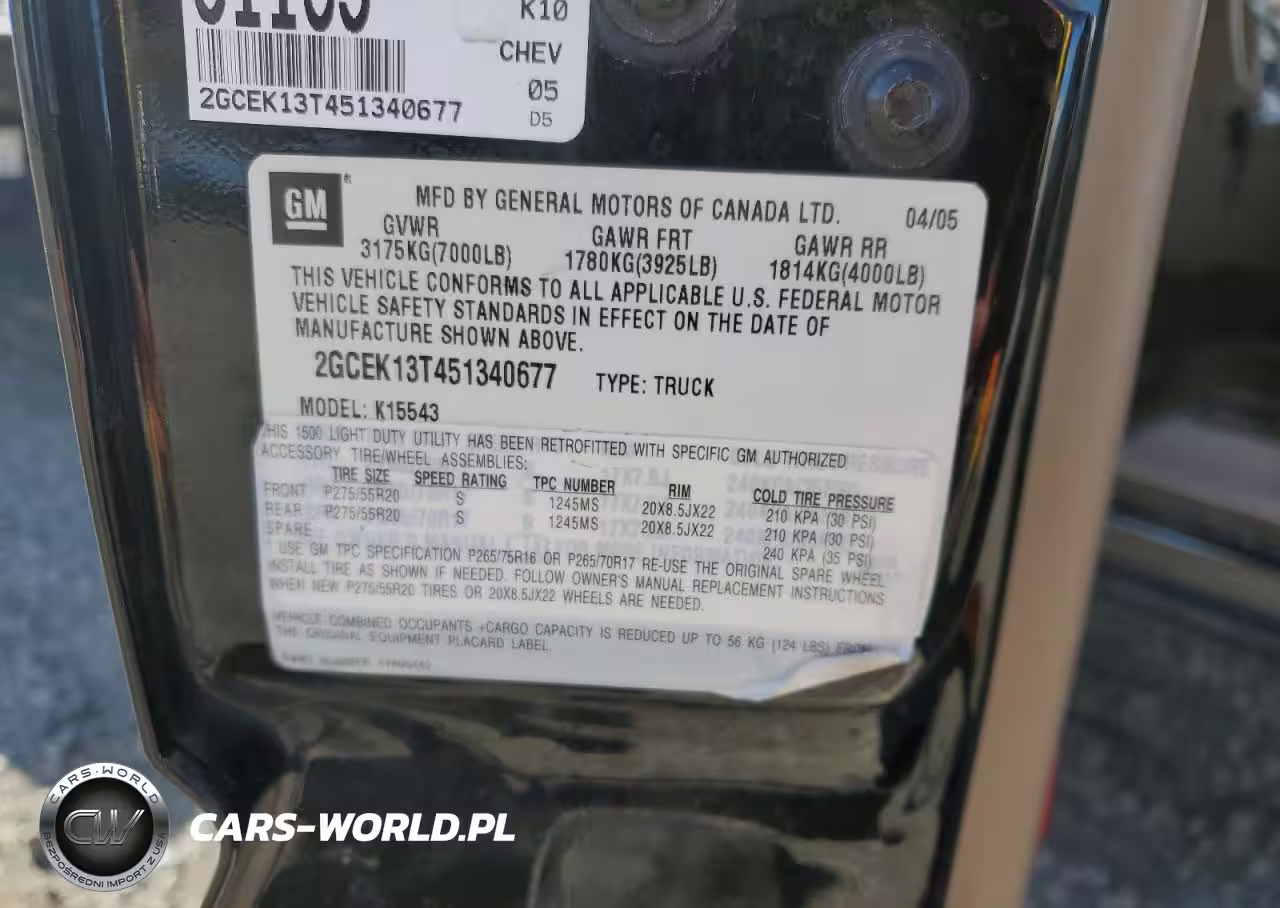 K10
CHEV
05
2GCEK13T451340677
D5
GM®
MFD BY GENERAL MOTORS OF CANADA LTD. 04/05
GVWR GAWR FRT GAWR RR
3175KG(7000LB) 1780KG(3925LB) 1814KG(4000LB)
THIS VEHICLE CONFORMS TO ALL APPLICABLE U.S. FEDERAL MOTOR
VEHICLE SAFETY STANDARDS IN EFFECT ON THE DATE OF
MANUFACTURE SHOWN ABOVE.
2GCEK13T451340677 TYPE: TRUCK
MODEL: K15543
THIS 1500 LIGHT DUTY UTILITY HAS BEEN RETROFITTED WITH SPECIFIC GM AUTHORIZED
ACCESSORY TIRE/WHEEL ASSEMBLIES:
TIRE SIZE SPEED RATING TPC NUMBER RIM COLD TIRE PRESSURE
FRONT P275/55R20 S 1245MS 20X8.5JX22 210 KPA (30 PSI)
REAR P275/55R20 S 1245MS 20X8.5JX22 210 KPA (30 PSI)
SPARE 240 KPA (35 PSI)
USE GM TPC SPECIFICATION P265/75R16 OR P265/70R17 RE-USE THE ORIGINAL SPARE WHEEL
INSTALL TIRE AS SHOWN IF NEEDED. FOLLOW OWNER'S MANUAL REPLACEMENT INSTRUCTIONS
WHEN NEW P275/55R20 TIRES OR 20X8.5JX22 WHEELS ARE NEEDED.
VEHICLE COMBINED OCCUPANTS +CARGO CAPACITY IS REDUCED UP TO 56 KG (124 LBS) FROM
THE ORIGINAL EQUIPMENT PLACARD LABEL.
PART NUMBER
CARS-WORLD
CW
BEZPOŚREDNI IMPORT Z USA
CARS-WORLD.PL